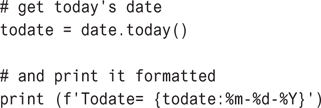 # get today's date
todate = date.today()

# and print it formatted
print (f'Todate= {todate:%m-%d-%Y}')